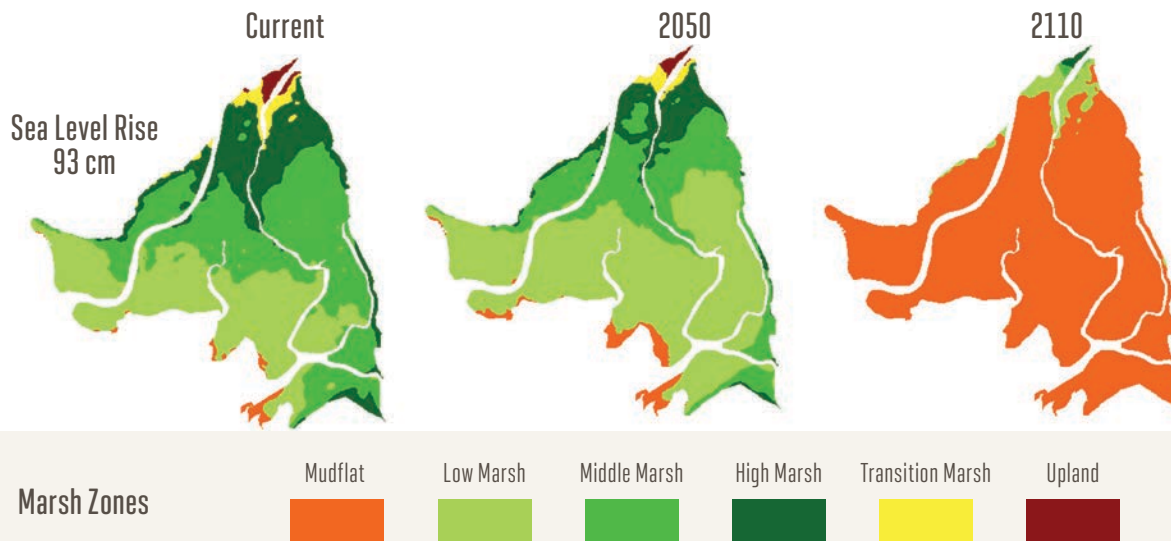 Current
2050
2110
Sea Level Rise
93 cm
Marsh Zones
Mudflat
Low Marsh
Middle Marsh
High Marsh
Transition Marsh
Upland